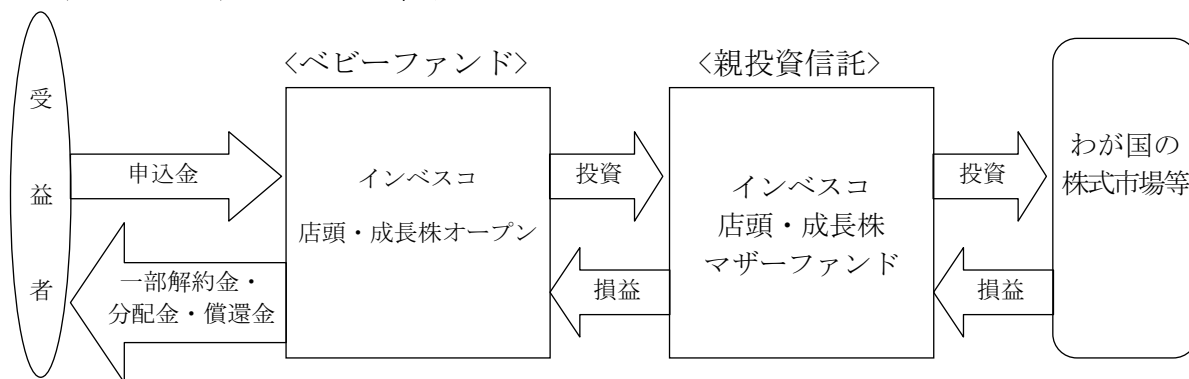 〈ベビーファンド〉
〈親投資信託〉
受益者
申込金
一部解約金・
分配金・償還金
インベスコ
店頭・成長株オープン
投資
損益
インベスコ
店頭・成長株
マザーファンド
投資
損益
わが国の
株式市場等